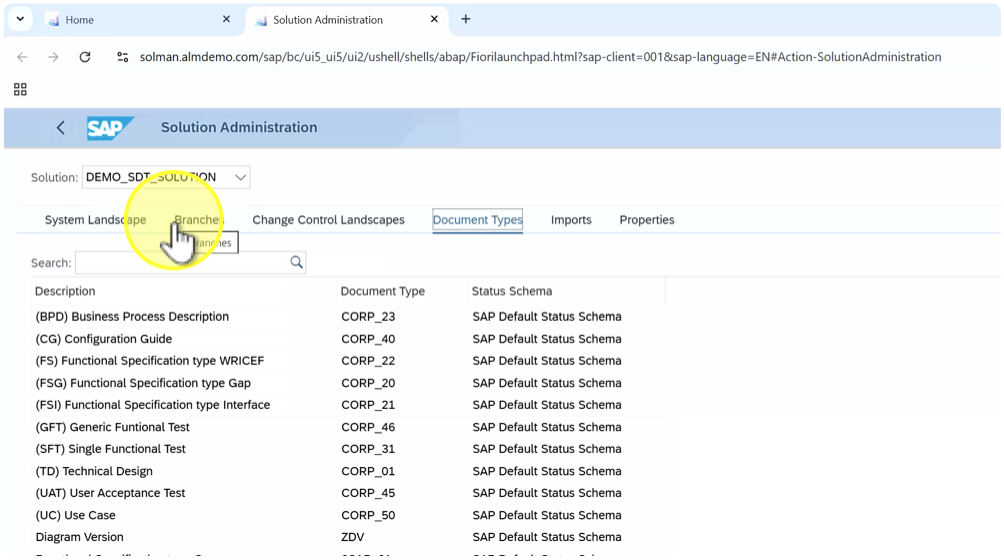 Home
Solution Administration
solman.almdemo.com/sap/bc/ui5_ui5/ui2/ushell/shells/abap/Fiorilaunchpad.html?sap-client=001&sap-language=EN#Action-SolutionAdministration
SAP Solution Administration
Solution: DEMO_SDT_SOLUTION
System Landscape Branches Change Control Landscapes Document Types Imports Properties
Branches
Search:
Description Document Type Status Schema
(BPD) Business Process Description CORP_23 SAP Default Status Schema
(CG) Configuration Guide CORP_40 SAP Default Status Schema
(FS) Functional Specification type WRICEF CORP_22 SAP Default Status Schema
(FSG) Functional Specification type Gap CORP_20 SAP Default Status Schema
(FSI) Functional Specification type Interface CORP_21 SAP Default Status Schema
(GFT) Generic Funtional Test CORP_46 SAP Default Status Schema
(SFT) Single Functional Test CORP_31 SAP Default Status Schema
(TD) Technical Design CORP_01 SAP Default Status Schema
(UAT) User Acceptance Test CORP_45 SAP Default Status Schema
(UC) Use Case CORP_50 SAP Default Status Schema
Diagram Version ZDV SAP Default Status Schema